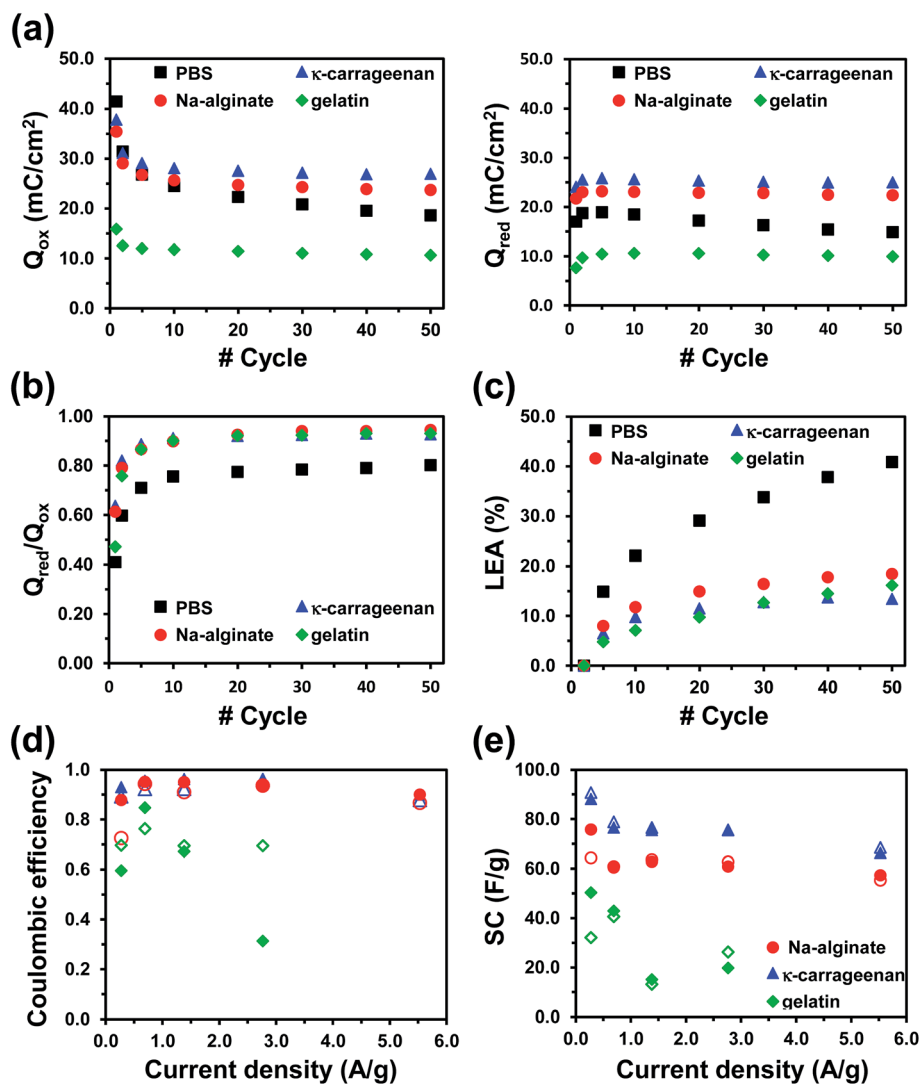 (a)
50.0
40.0
30.0
20.0
10.0
0.0
Qox (mC/cm2)
PBS
κ-carrageenan
Na-alginate
gelatin
0 10 20 30 40 50
# Cycle
50.0
40.0
30.0
20.0
10.0
0.0
Qred (mC/cm2)
PBS
κ-carrageenan
Na-alginate
gelatin
0 10 20 30 40 50
# Cycle
(b)
1.00
0.80
0.60
0.40
0.20
0.00
Qred/Qox
PBS
κ-carrageenan
Na-alginate
gelatin
0 10 20 30 40 50
# Cycle
(c)
50.0
40.0
30.0
20.0
10.0
0.0
LEA (%)
PBS
κ-carrageenan
Na-alginate
gelatin
0 10 20 30 40 50
# Cycle
(d)
1.0
0.8
0.6
0.4
0.2
0.1
Coulombic efficiency
0.0 1.0 2.0 3.0 4.0 5.0 6.0
Current density (A/g)
(e)
100.0
80.0
60.0
40.0
20.0
0.0
SC (F/g)
Na-alginate
κ-carrageenan
gelatin
0.0 1.0 2.0 3.0 4.0 5.0 6.0
Current density (A/g)